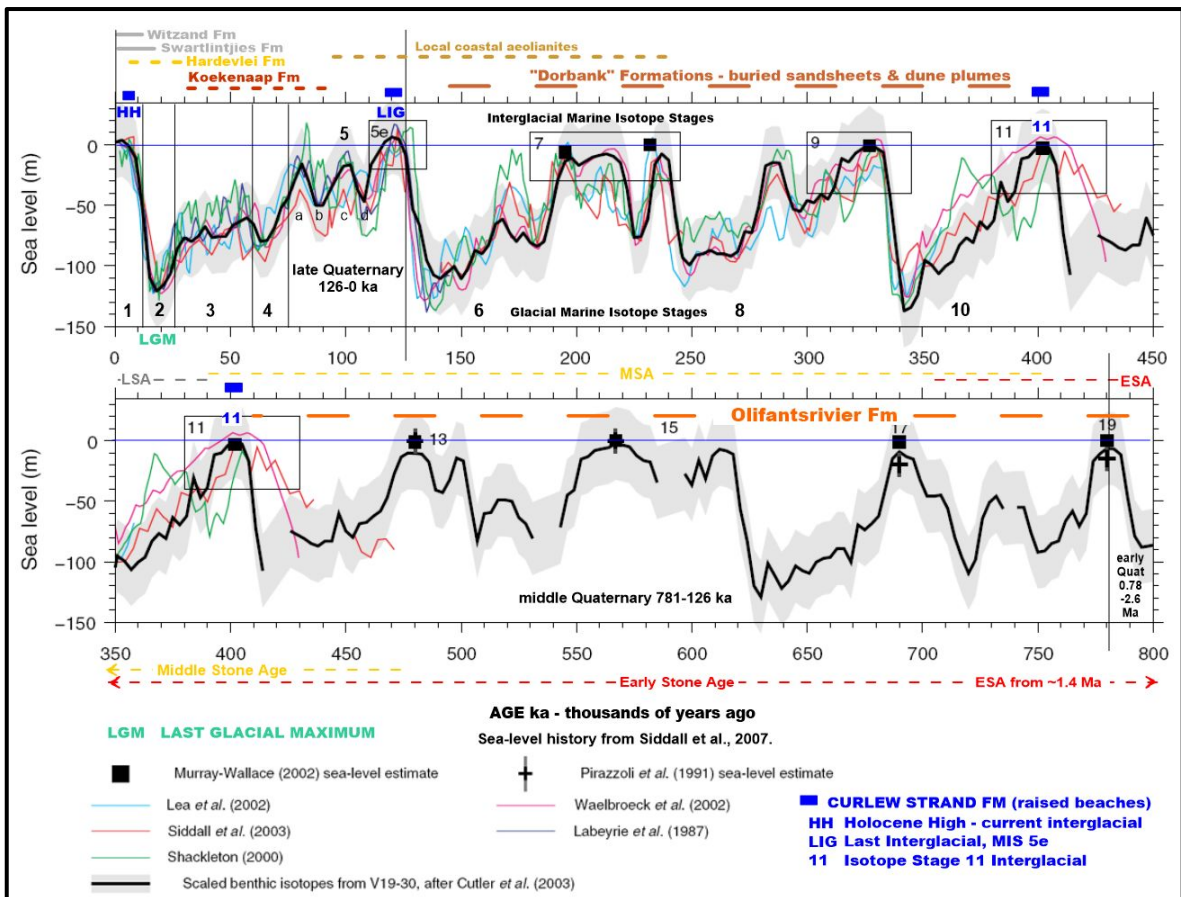 Witzand Fm
Swartlintjies Fm
Hardevlei Fm
Koekenaap Fm
Local coastal aeolianites
"Dorbank" Formations - buried sandsheets & dune plumes
HH
LIG
5e
5
Interglacial Marine Isotope Stages
7
9
11
11
Sea level (m)
0
−50
−100
−150
a
b
c
d
late Quaternary
126-0 ka
1
2
3
4
6
Glacial Marine Isotope Stages
8
10
LGM
0
50
100
150
200
250
300
350
400
450
LSA
MSA
ESA
11
11
13
15
Olifantsrivier Fm
17
19
Sea level (m)
0
−50
−100
−150
middle Quaternary 781-126 ka
early
Quat
0.78
-2.6
Ma
350
400
450
500
550
600
650
700
750
800
Middle Stone Age
Early Stone Age
ESA from ~1.4 Ma
AGE ka - thousands of years ago
LGM LAST GLACIAL MAXIMUM
Sea-level history from Siddall et al., 2007.
Murray-Wallace (2002) sea-level estimate
Pirazzoli et al. (1991) sea-level estimate
Lea et al. (2002)
Waelbroeck et al. (2002)
Siddall et al. (2003)
Labeyrie et al. (1987)
Shackleton (2000)
Scaled benthic isotopes from V19-30, after Cutler et al. (2003)
CURLEW STRAND FM (raised beaches)
HH Holocene High - current interglacial
LIG Last Interglacial, MIS 5e
11 Isotope Stage 11 Interglacial